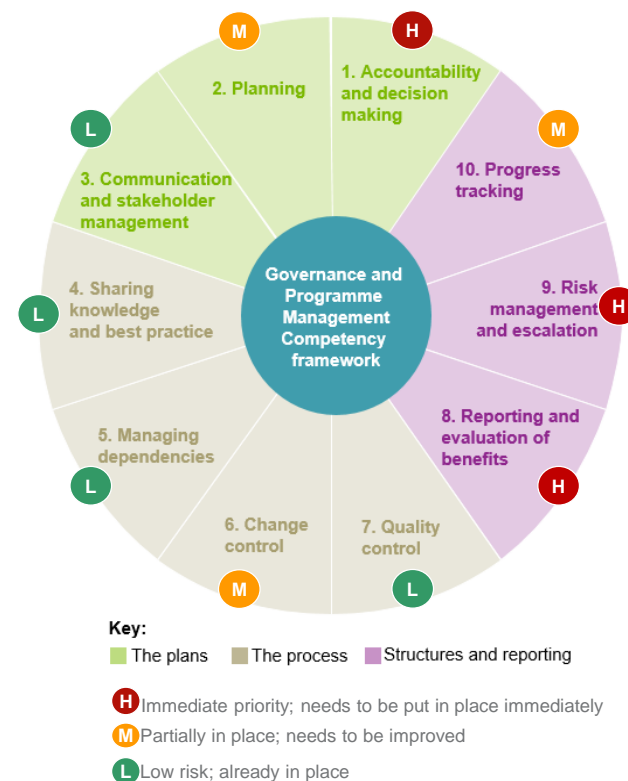 H
1. Accountability
and decision
making
M
2. Planning
L
3. Communication
and stakeholder
management
L
4. Sharing
knowledge
and best practice
L
5. Managing
dependencies
M
6. Change
control
L
7. Quality
control
H
8. Reporting and
evaluation of
benefits
H
9. Risk
management
and escalation
M
10. Progress
tracking
Governance and
Programme
Management
Competency
framework
Key:
The plans
The process
Structures and reporting
H Immediate priority; needs to be put in place immediately
M Partially in place; needs to be improved
L Low risk; already in place